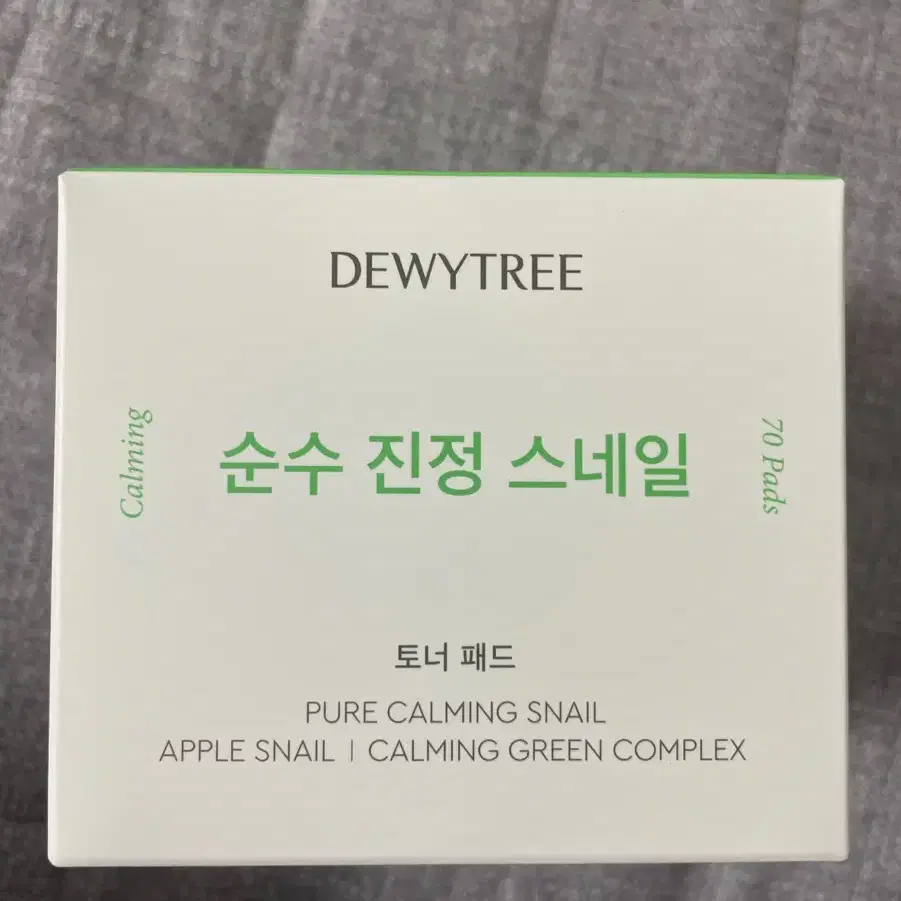 DEWYTREE
Calming
순수 진정 스네일
70 Pads
토너 패드
PURE CALMING SNAIL
APPLE SNAIL | CALMING GREEN COMPLEX